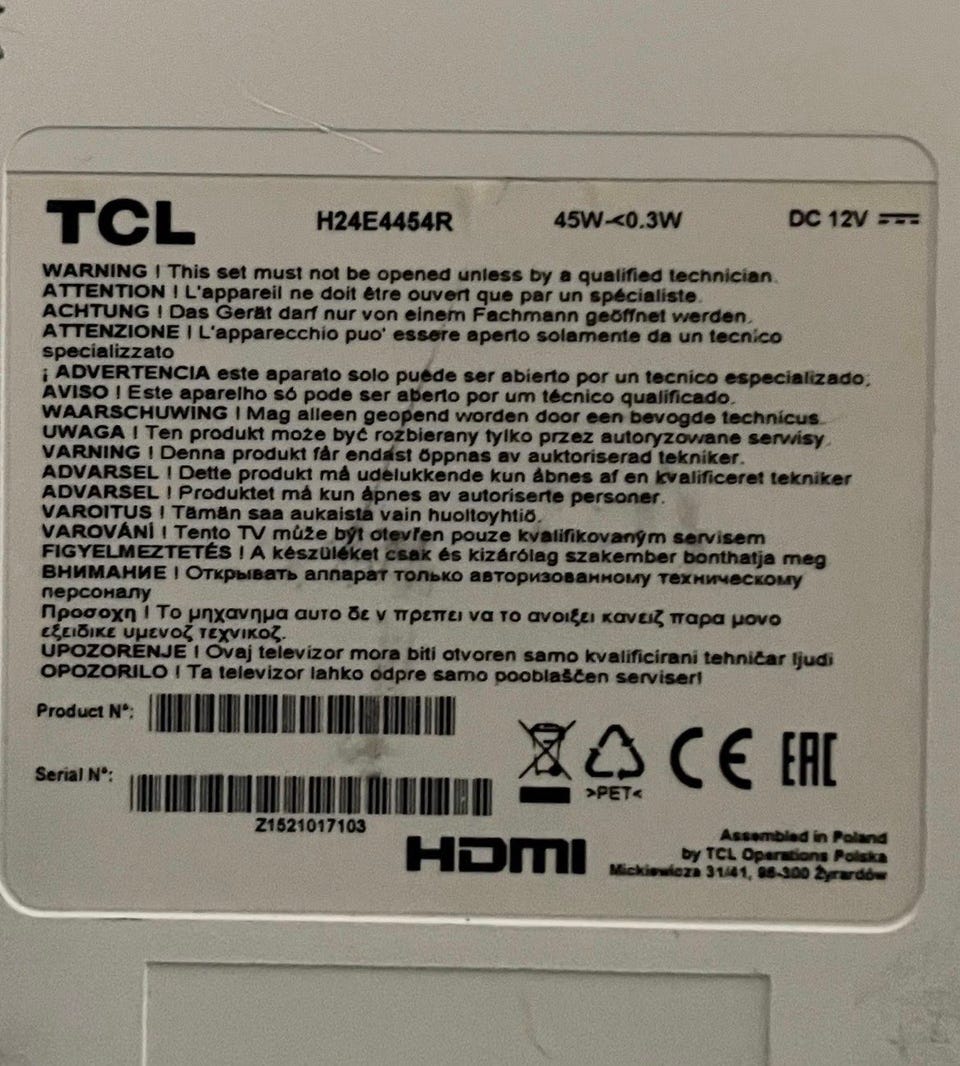 TCL H24E4454R 45W-<0.3W DC 12V
WARNING ! This set must not be opened unless by a qualified technician.
ATTENTION ! L'appareil ne doit être ouvert que par un spécialiste.
ACHTUNG ! Das Gerät darf nur von einem Fachmann geöffnet werden.
ATTENZIONE ! L'apparecchio puo' essere aperto solamente da un tecnico
specializzato
¡ ADVERTENCIA este aparato solo puede ser abierto por un tecnico especializado;
AVISO ! Este aparelho só pode ser aberto por um técnico qualificado.
WAARSCHUWING ! Mag alleen geopend worden door een bevogde technicus.
UWAGA ! Ten produkt może być rozbierany tylko przez autoryzowane serwisy.
VARNING ! Denna produkt får endast öppnas av auktoriserad tekniker.
ADVARSEL ! Dette produkt må udelukkende kun åbnes af en kvalificeret tekniker
ADVARSEL ! Produktet må kun åpnes av autoriserte personer.
VAROITUS ! Tämän saa aukaista vain huoltoyhtiö.
VAROVÁNÍ ! Tento TV může být otevřen pouze kvalifikovaným servisem
FIGYELMEZTETÉS ! A készüléket csak és kizárólag szakember bonthatja meg
ВНИМАНИЕ ! Открывать аппарат только авторизованному техническому
персоналу
Προσοχη ! Το μηχανημα αυτο δε ν πρεπει να το ανοιξει κανειζ παρα μονο
εξειδικε υμενοζ τεχνικοζ.
UPOZORENJE ! Ovaj televizor mora biti otvoren samo kvalificirani tehničar ljudi
OPOZORILO ! Ta televizor lahko odpre samo pooblaščen serviser!
Product N°:
Serial N°:
Z1521017103
>PET<
CE EAC
HDMI
Assembled in Poland
by TCL Operations Polska
Mickiewicza 31/41, 96-300 Żyrardów